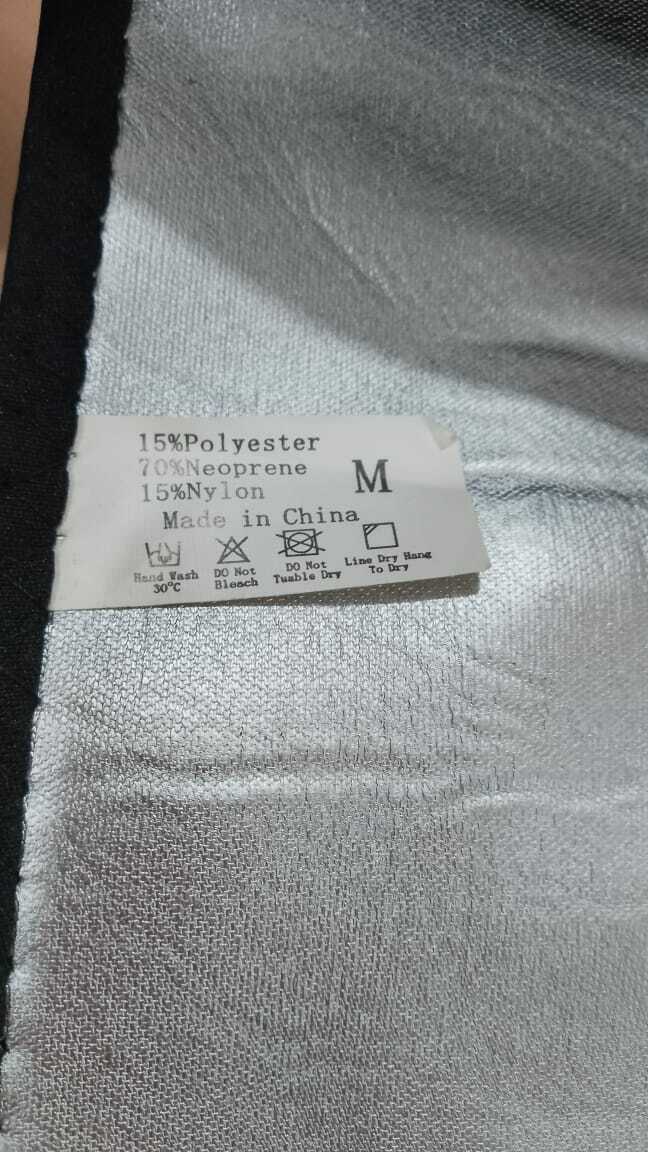 15%Polyester
70%Neoprene
15%Nylon
M
Made in China
Hand Wash
30°C
DO Not
Bleach
DO Not
Tuable Dry
Line Dry Hang
To Dry